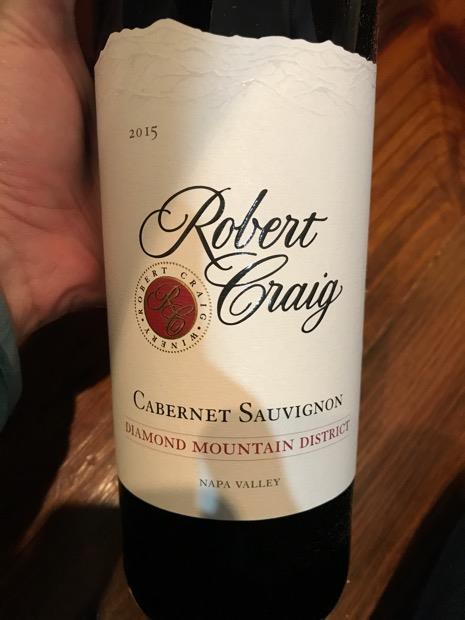 2015
Robert
Craig
ROBERT CRAIG · WINERY ·
RC
CABERNET SAUVIGNON
DIAMOND MOUNTAIN DISTRICT
NAPA VALLEY